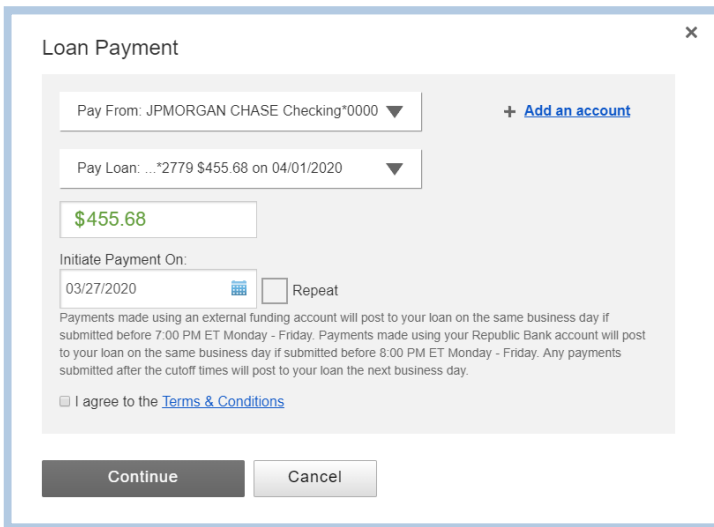 ×
Loan Payment
Pay From: JPMORGAN CHASE Checking*0000
+ Add an account
Pay Loan: ...*2779 $455.68 on 04/01/2020
$455.68
Initiate Payment On:
03/27/2020
Repeat
Payments made using an external funding account will post to your loan on the same business day if
submitted before 7:00 PM ET Monday - Friday. Payments made using your Republic Bank account will post
to your loan on the same business day if submitted before 8:00 PM ET Monday - Friday. Any payments
submitted after the cutoff times will post to your loan the next business day.
I agree to the Terms & Conditions
Continue
Cancel